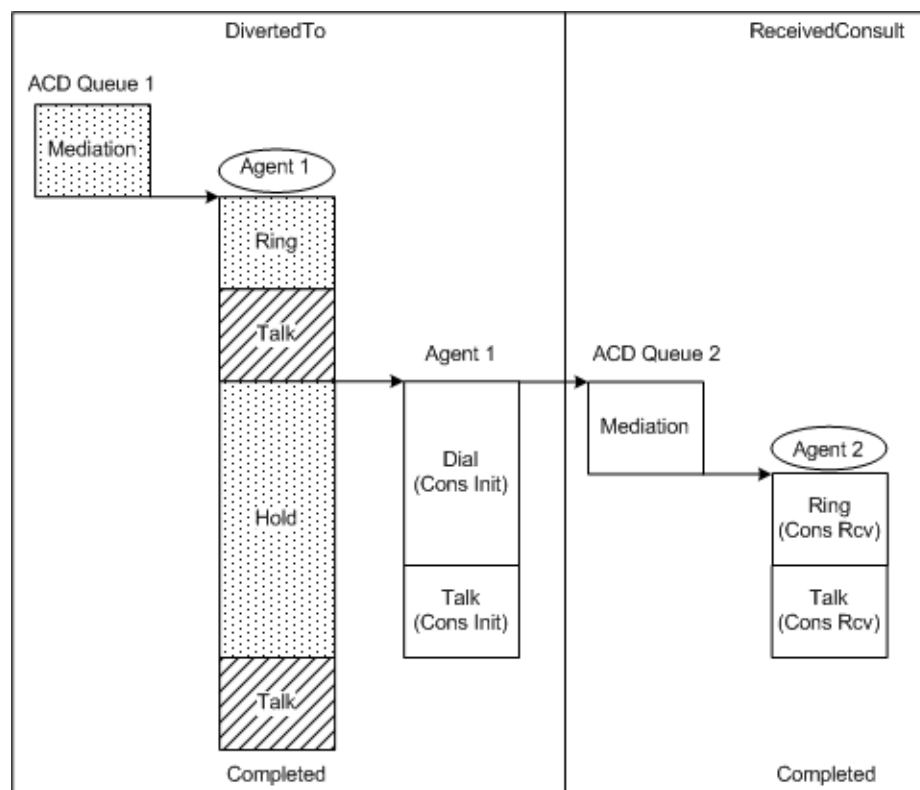 DivertedTo
ReceivedConsult
ACD Queue 1
Mediation
Agent 1
Ring
Talk
Agent 1
ACD Queue 2
Mediation
Agent 2
Dial
(Cons Init)
Hold
Ring
(Cons Rcv)
Talk
(Cons Init)
Talk
(Cons Rcv)
Talk
Completed
Completed